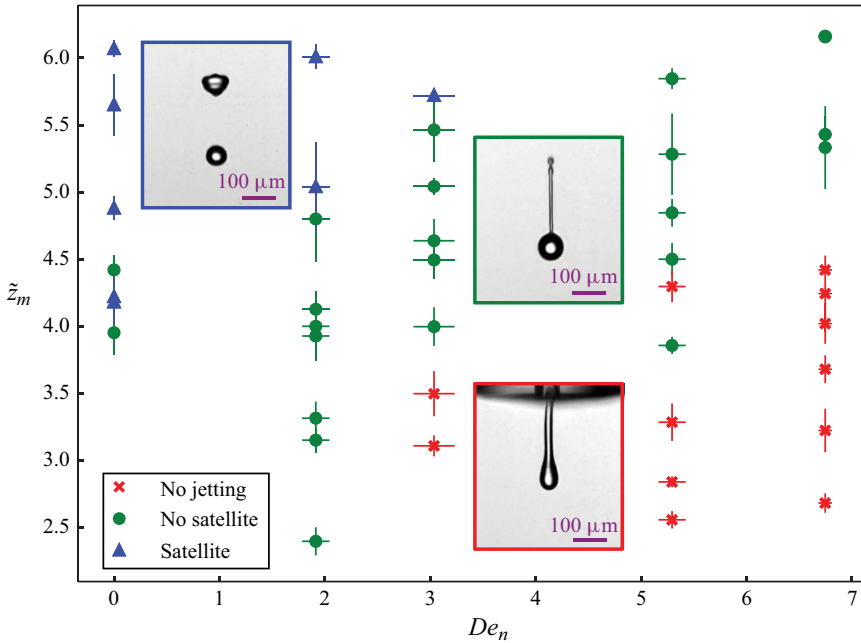 6.0
5.5
5.0
4.5
4.0
3.5
3.0
2.5
z̃m
100 μm
100 μm
100 μm
No jetting
No satellite
Satellite
0 1 2 3 4 5 6 7
Den